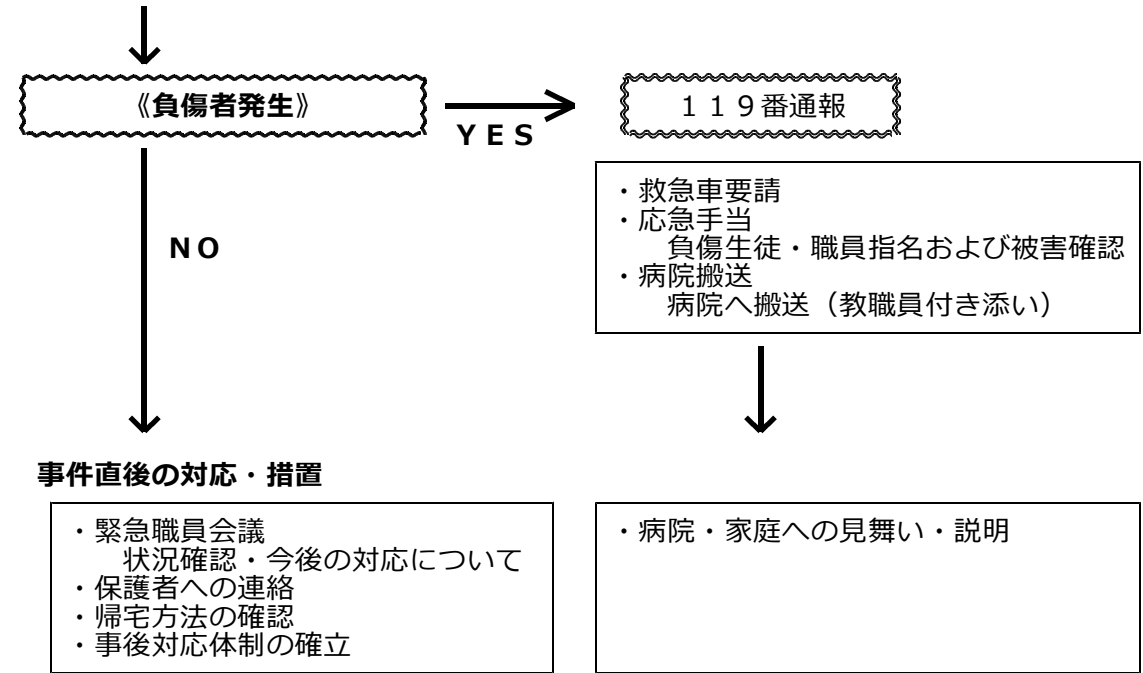 《負傷者発生》
ＹＥＳ
１１９番通報
・救急車要請
・応急手当
負傷生徒・職員指名および被害確認
・病院搬送
病院へ搬送（教職員付き添い）
ＮＯ
事件直後の対応・措置
・緊急職員会議
状況確認・今後の対応について
・保護者への連絡
・帰宅方法の確認
・事後対応体制の確立
・病院・家庭への見舞い・説明